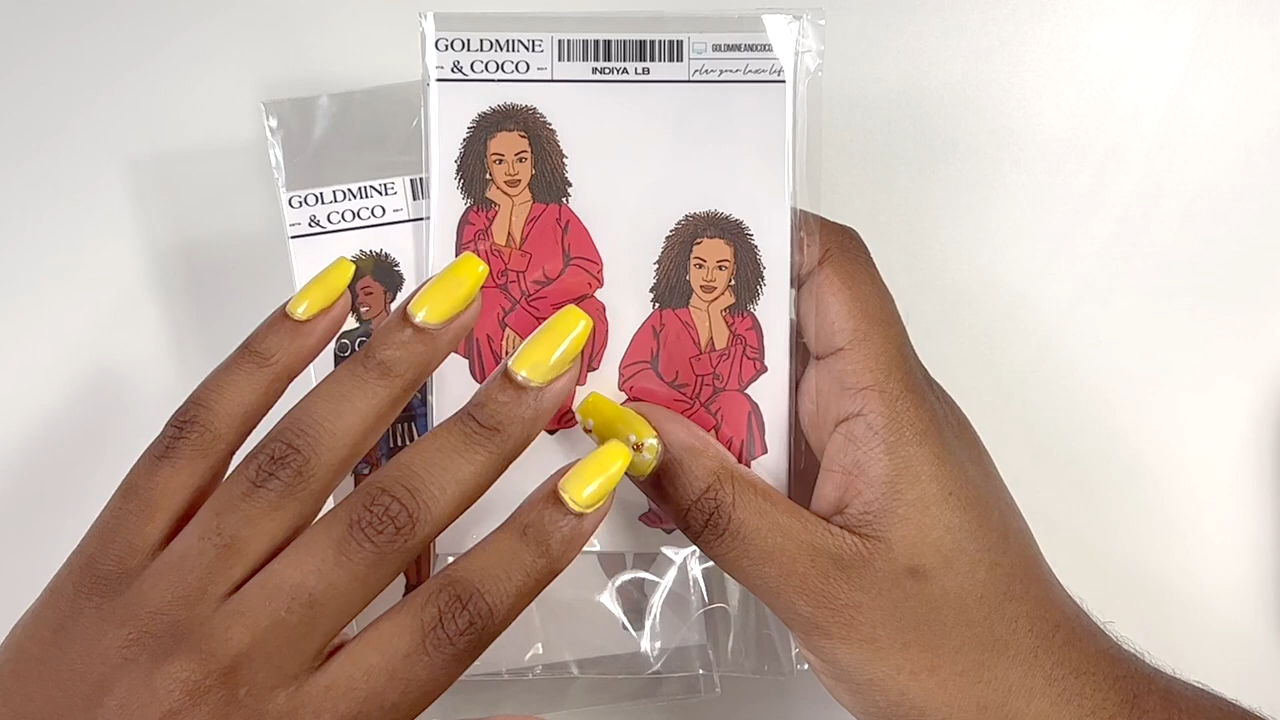 GOLDMINE
& COCO
INDIYA LB
GOLDMINEANDCOCO
plan your luxe life
GOLDMINE
& COCO